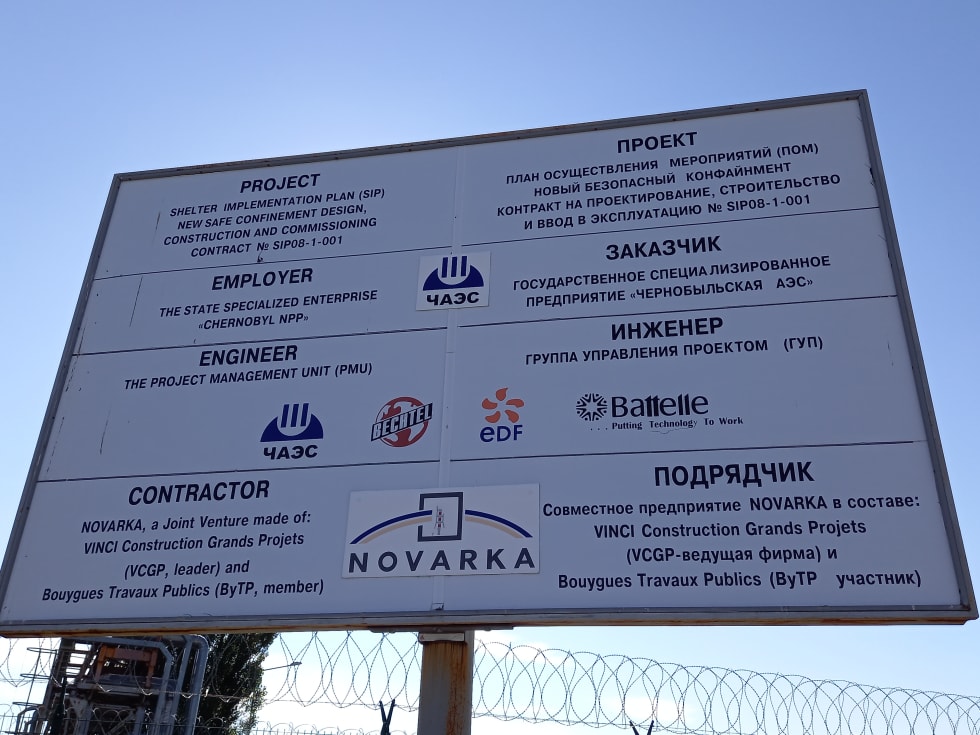 PROJECT
SHELTER IMPLEMENTATION PLAN (SIP)
NEW SAFE CONFINEMENT DESIGN,
CONSTRUCTION AND COMMISSIONING
CONTRACT № SIP08-1-001
ПРОЕКТ
ПЛАН ОСУЩЕСТВЛЕНИЯ МЕРОПРИЯТИЙ (ПОМ)
НОВЫЙ БЕЗОПАСНЫЙ КОНФАЙНМЕНТ
КОНТРАКТ НА ПРОЕКТИРОВАНИЕ, СТРОИТЕЛЬСТВО
И ВВОД В ЭКСПЛУАТАЦИЮ № SIP08-1-001
EMPLOYER
THE STATE SPECIALIZED ENTERPRISE
«CHERNOBYL NPP»
ЧАЭС
ЗАКАЗЧИК
ГОСУДАРСТВЕННОЕ СПЕЦИАЛИЗИРОВАННОЕ
ПРЕДПРИЯТИЕ «ЧЕРНОБЫЛЬСКАЯ АЭС»
ENGINEER
THE PROJECT MANAGEMENT UNIT (PMU)
ИНЖЕНЕР
ГРУППА УПРАВЛЕНИЯ ПРОЕКТОМ (ГУП)
ЧАЭС
BECHTEL
eDF
Battelle
. . . Putting Technology To Work
CONTRACTOR
NOVARKA, a Joint Venture made of:
VINCI Construction Grands Projets
(VCGP, leader) and
Bouygues Travaux Publics (ByTP, member)
NOVARKA
ПОДРЯДЧИК
Совместное предприятие NOVARKA в составе:
VINCI Construction Grands Projets
(VCGP-ведущая фирма) и
Bouygues Travaux Publics (ByTP участник)